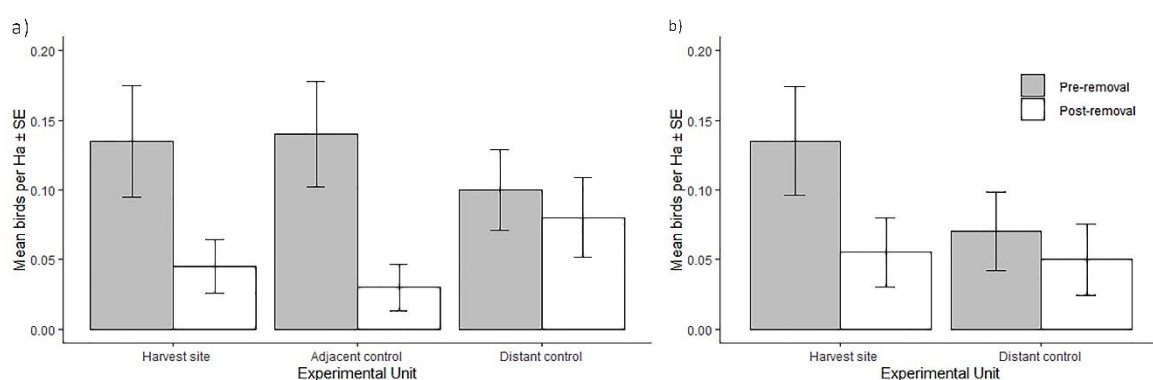 a)
Mean birds per Ha ± SE
0.20
0.15
0.10
0.05
0.00
Harvest site
Adjacent control
Distant control
Experimental Unit
b)
Mean birds per Ha ± SE
0.20
0.15
0.10
0.05
0.00
Pre-removal
Post-removal
Harvest site
Distant control
Experimental Unit